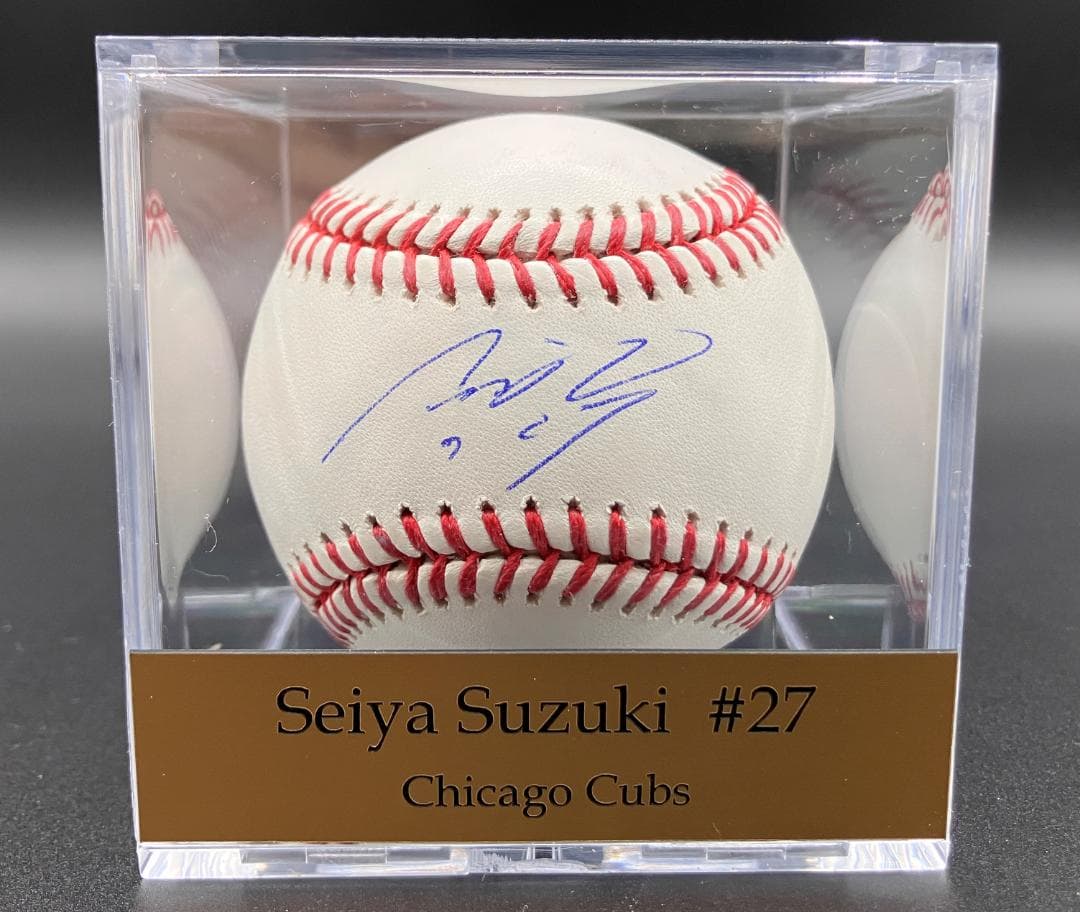 Seiya Suzuki #27
Chicago Cubs